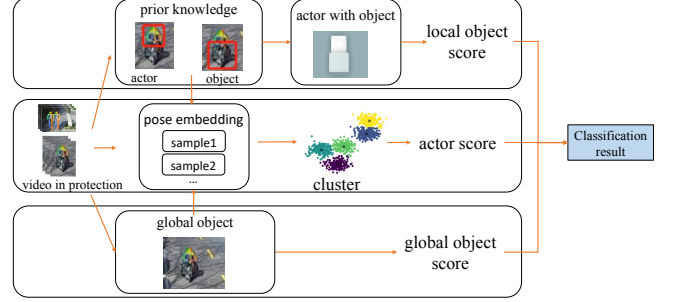 prior knowledge
actor
object
actor with object
local object
score
video in protection
pose embedding
sample1
sample2
...
cluster
actor score
global object
global object
score
Classification
result